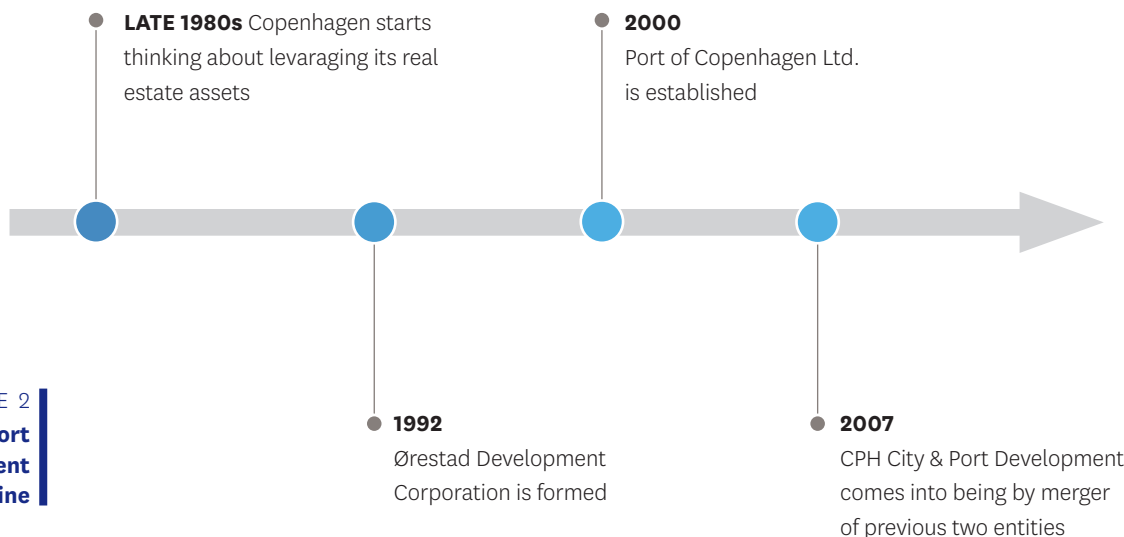 LATE 1980s Copenhagen starts
thinking about levaraging its real
estate assets
2000
Port of Copenhagen Ltd.
is established
E 2
ort
ent
ine
1992
Ørestad Development
Corporation is formed
2007
CPH City & Port Development
comes into being by merger
of previous two entities